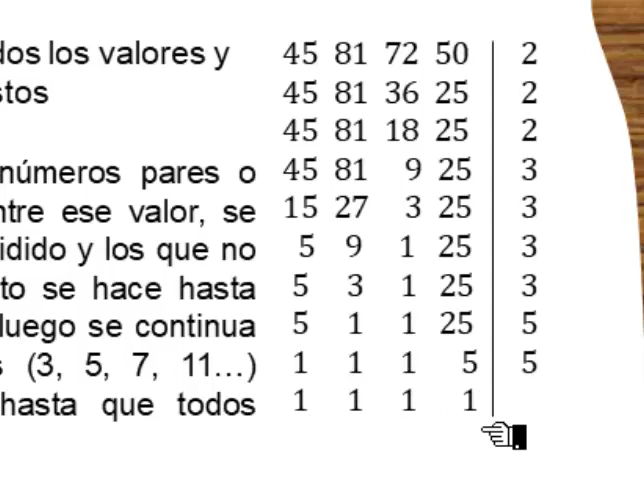 dos los valores y 45 81 72 50 2
stos 45 81 36 25 2
45 81 18 25 2
números pares o 45 81 9 25 3
ntre ese valor, se 15 27 3 25 3
idido y los que no 5 9 1 25 3
to se hace hasta 5 3 1 25 3
luego se continua 5 1 1 25 5
s (3, 5, 7, 11...) 1 1 1 5 5
hasta que todos 1 1 1 1